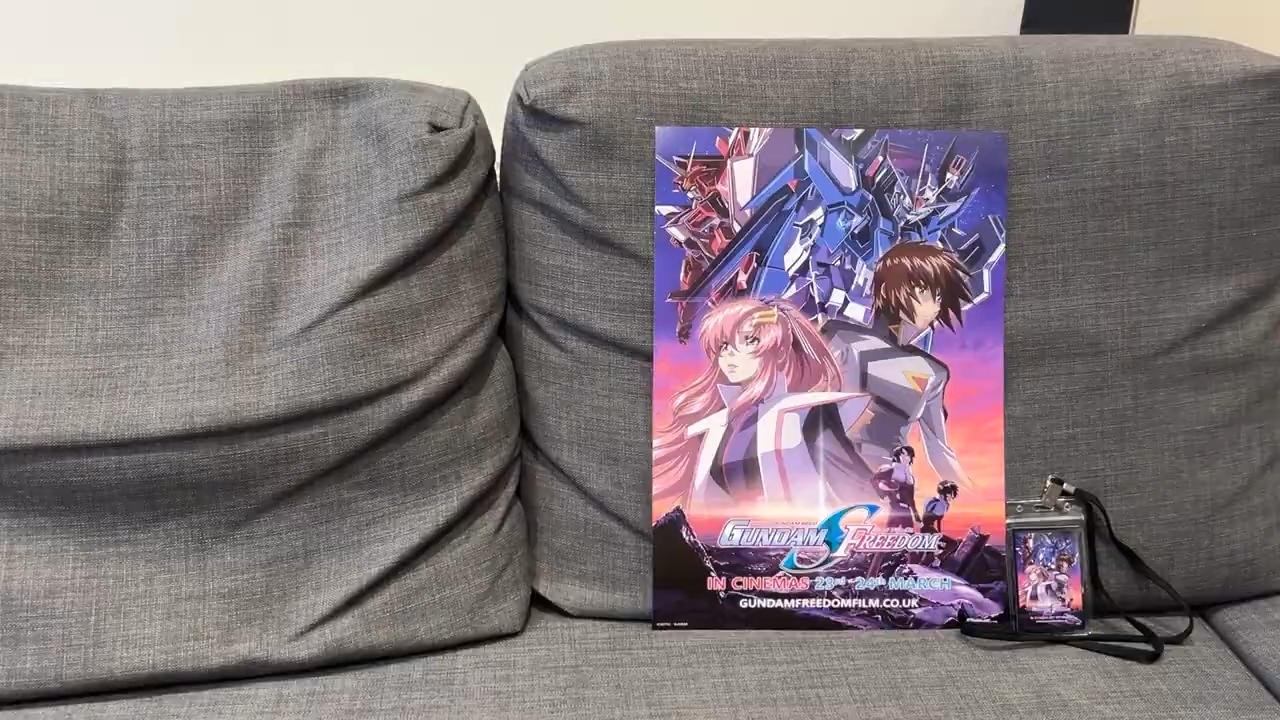 GUNDAM SEED FREEDOM
IN CINEMAS 23rd - 24th MARCH
GUNDAMFREEDOMFILM.CO.UK